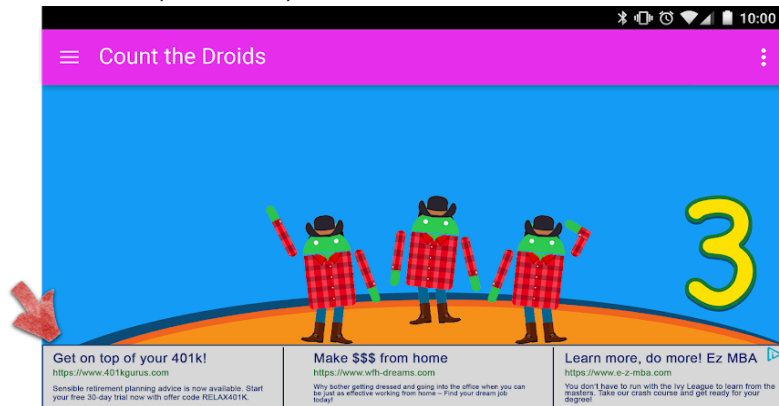 10:00
Count the Droids
3
Get on top of your 401k!
https://www.401kgurus.com
Sensible retirement planning advice is now available. Start
your free 30-day trial now with offer code RELAX401K.
Make $$$ from home
https://www.wfh-dreams.com
Why bother getting dressed and going into the office when you can
be just as effective working from home – Find your dream job
today!
Learn more, do more! Ez MBA
https://www.e-z-mba.com
You don't have to run with the Ivy League to learn from the
masters. Take our crash course and get ready for your
degree!